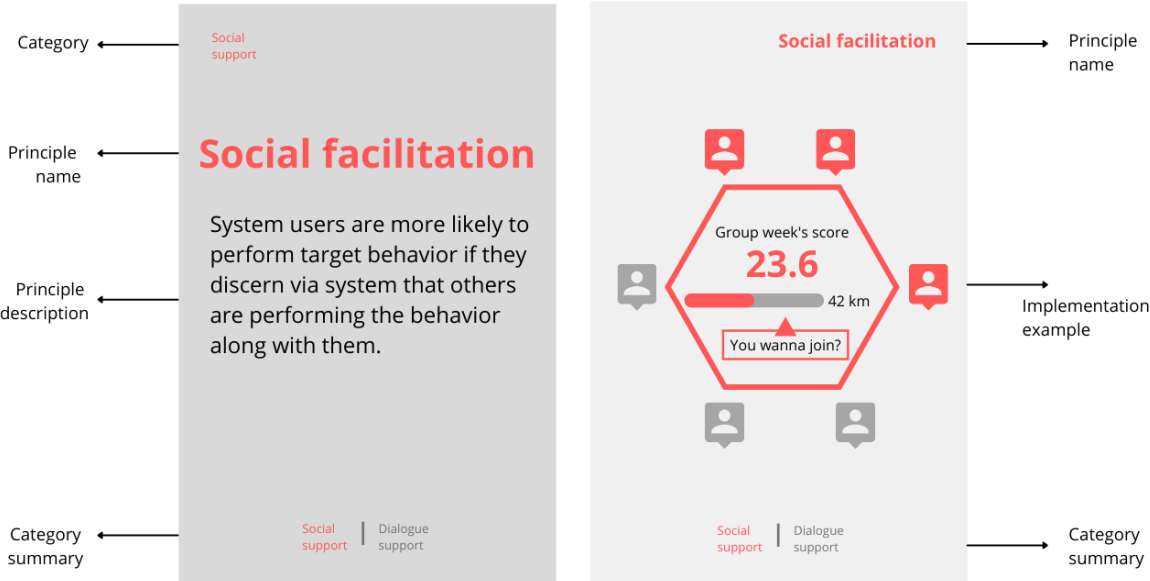 Category
Social
support
Principle
name
Social facilitation
Principle
description
System users are more likely to
perform target behavior if they
discern via system that others
are performing the behavior
along with them.
Category
summary
Social
support
Dialogue
support
Social facilitation
Principle
name
Group week's score
23.6
42 km
You wanna join?
Implementation
example
Social
support
Dialogue
support
Category
summary